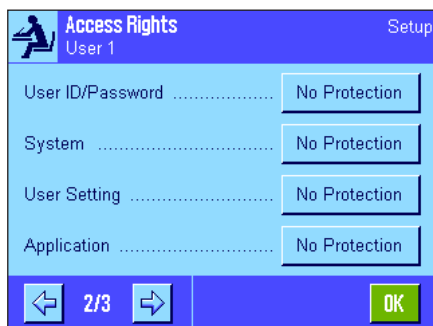 Access Rights Setup
User 1
User ID/Password ................... No Protection
System ................................. No Protection
User Setting ........................... No Protection
Application ............................. No Protection
2/3 OK